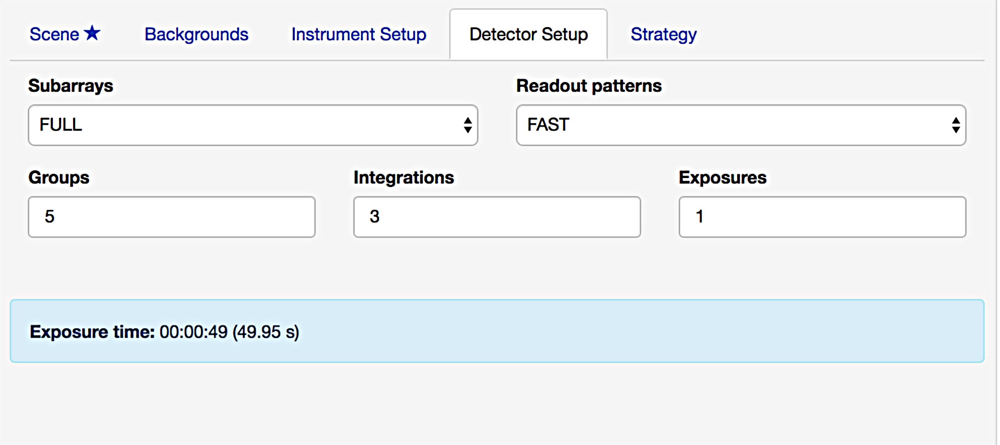 Scene Backgrounds Instrument Setup Detector Setup Strategy
Subarrays Readout patterns
FULL FAST
Groups Integrations Exposures
5 3 1
Exposure time: 00:00:49 (49.95 s)